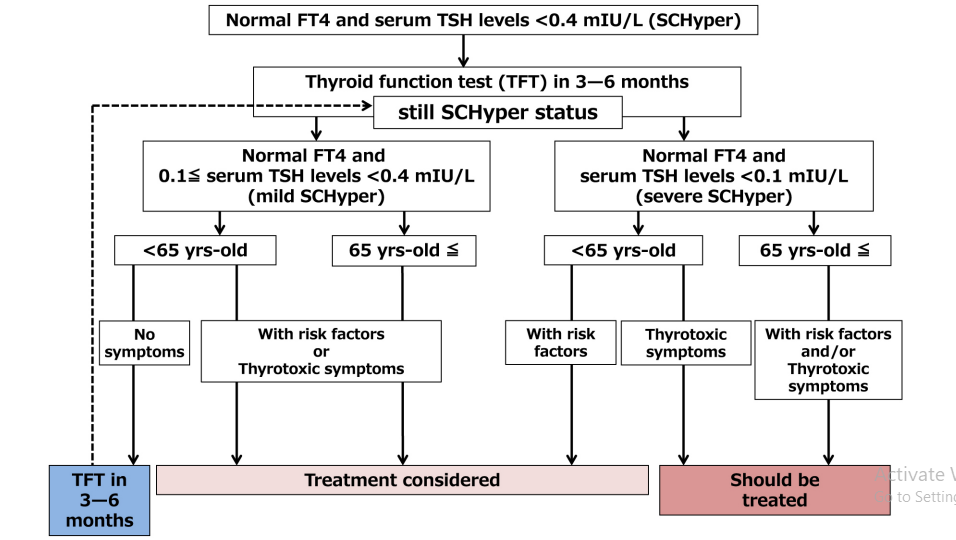 Normal FT4 and serum TSH levels <0.4 mIU/L (SCHyper)
Thyroid function test (TFT) in 3—6 months
still SCHyper status
Normal FT4 and
0.1≦ serum TSH levels <0.4 mIU/L
(mild SCHyper)
Normal FT4 and
serum TSH levels <0.1 mIU/L
(severe SCHyper)
<65 yrs-old
65 yrs-old ≦
<65 yrs-old
65 yrs-old ≦
No
symptoms
With risk factors
or
Thyrotoxic symptoms
With risk
factors
Thyrotoxic
symptoms
With risk factors
and/or
Thyrotoxic
symptoms
TFT in
3—6
months
Treatment considered
Should be
treated
to Setting